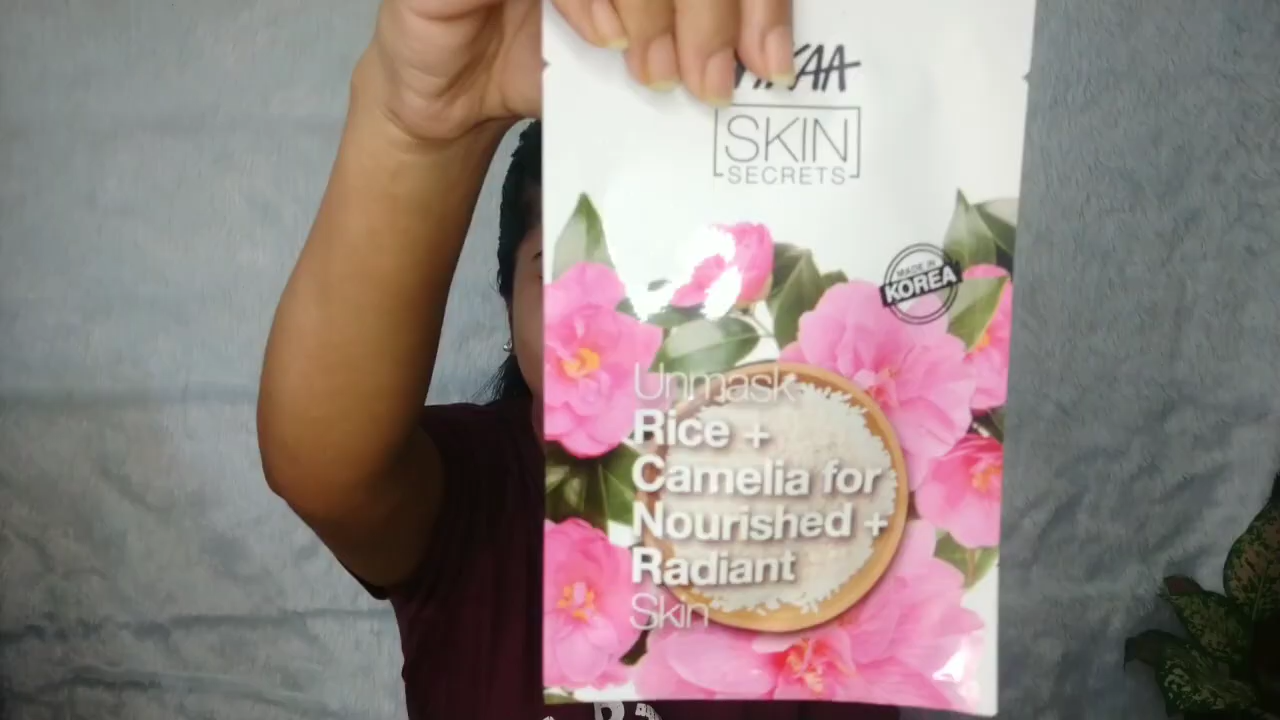 SKIN
SECRETS
MADE IN
KOREA
Unmask
Rice +
Camelia for
Nourished +
Radiant
Skin